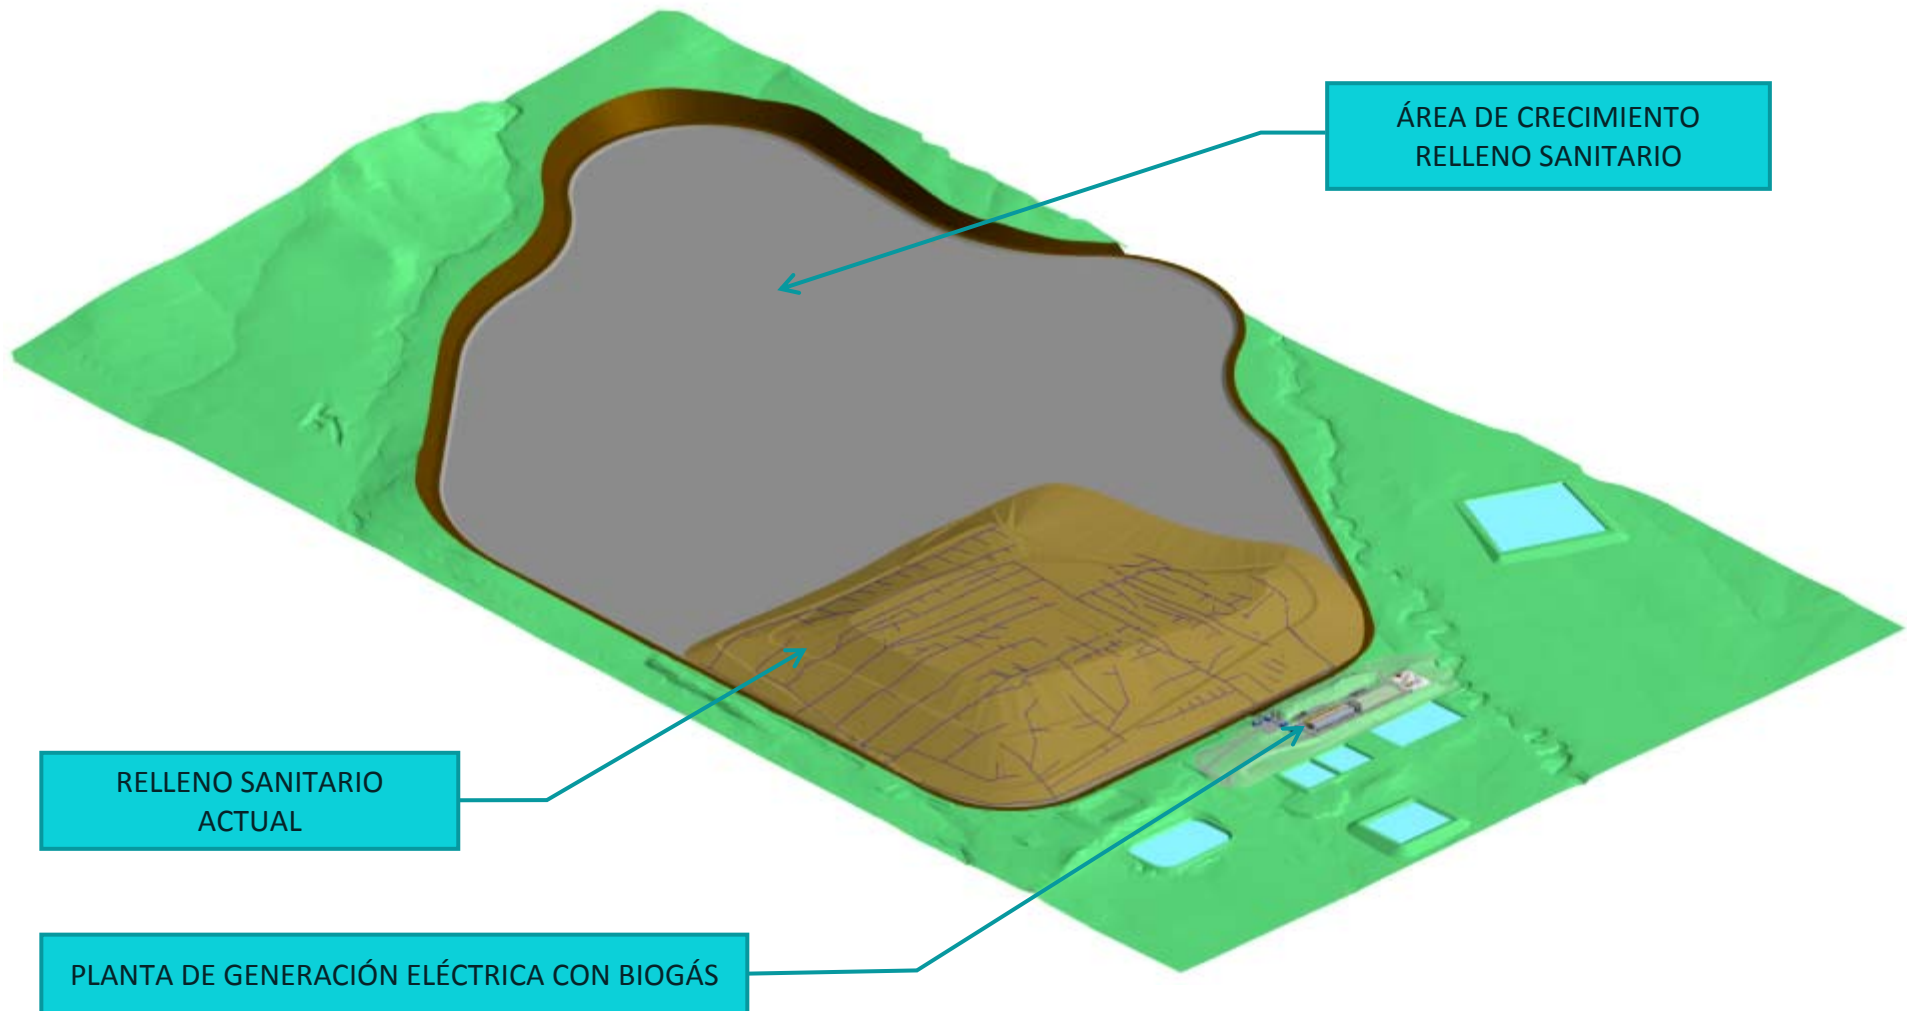 ÁREA DE CRECIMIENTO
RELLENO SANITARIO
RELLENO SANITARIO
ACTUAL
PLANTA DE GENERACIÓN ELÉCTRICA CON BIOGÁS